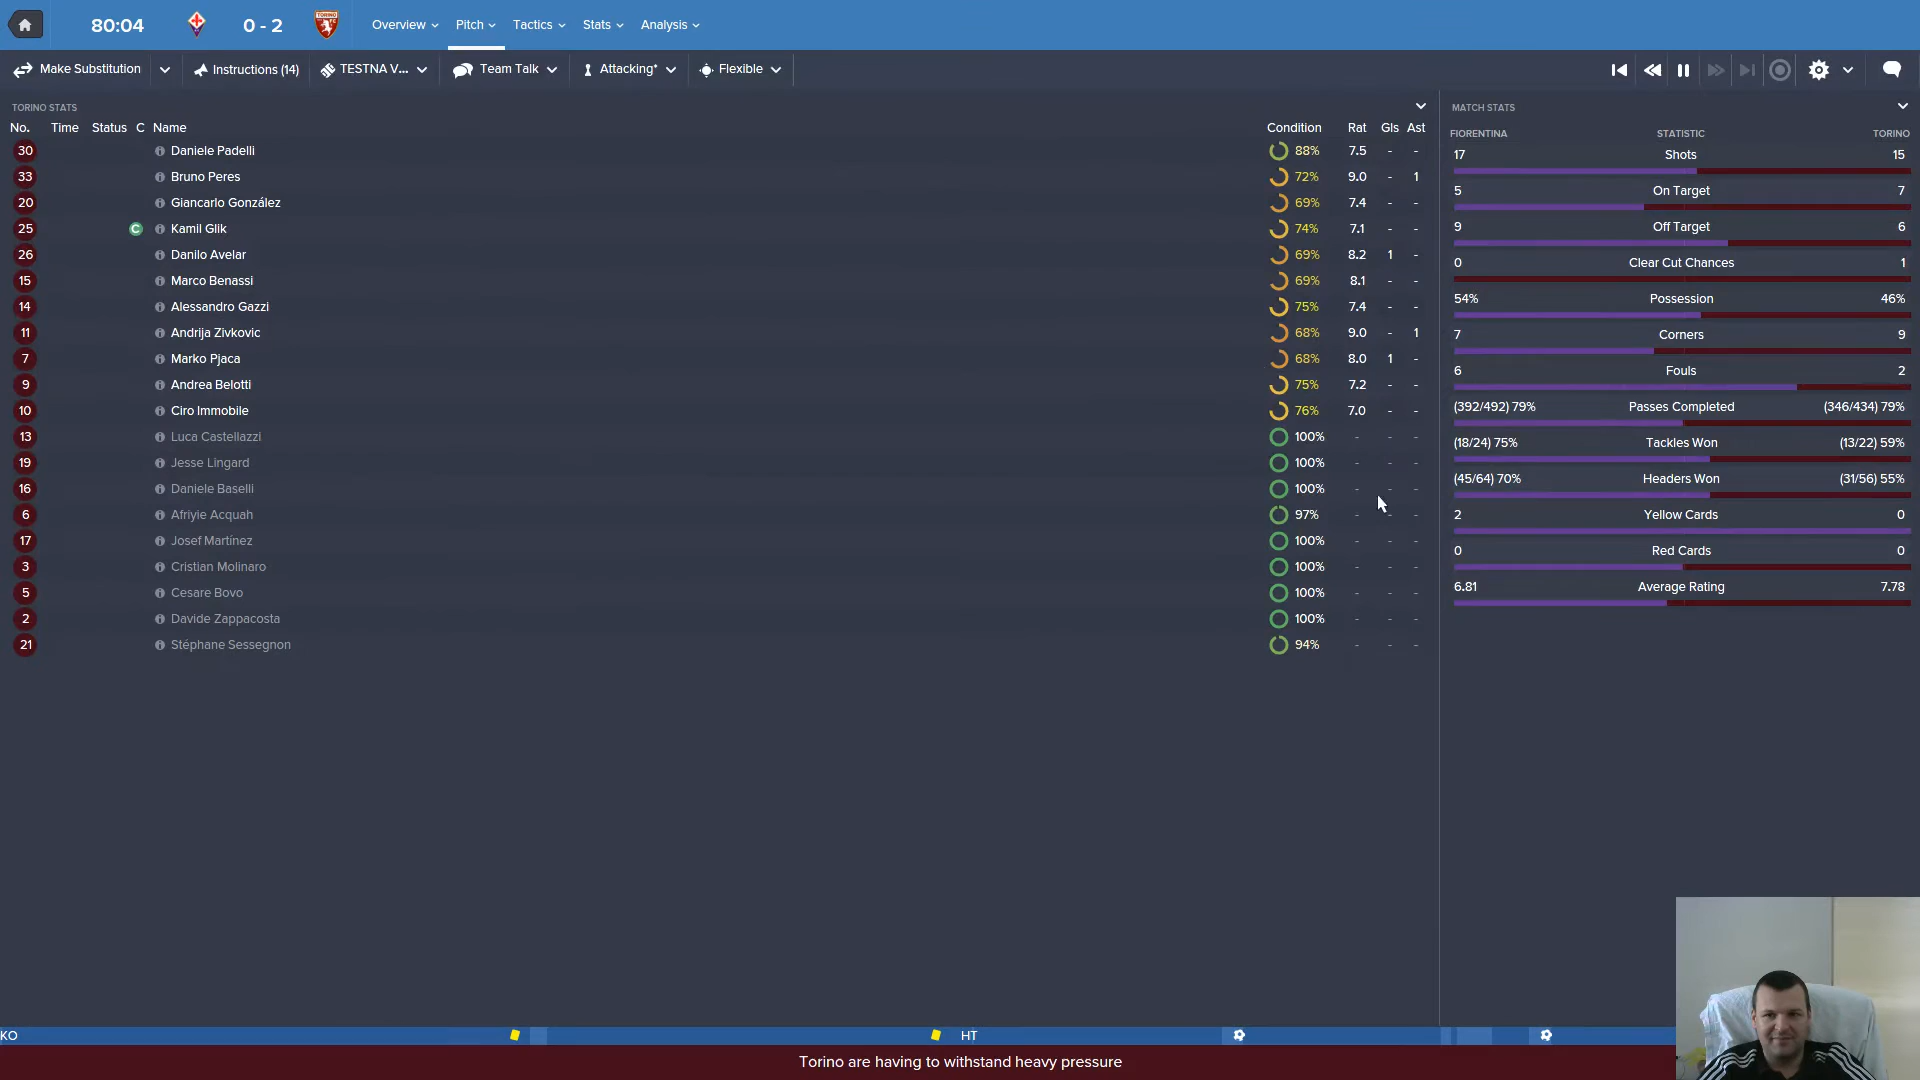 80:04 0 - 2 Overview Pitch Tactics Stats Analysis
Make Substitution Instructions (14) TESTNA V... Team Talk Attacking* Flexible
TORINO STATS
No. Time Status C Name Condition Rat Gls Ast
30 Daniele Padelli 88% 7.5 - -
33 Bruno Peres 72% 9.0 - 1
20 Giancarlo González 69% 7.4 - -
25 C Kamil Glik 74% 7.1 - -
26 Danilo Avelar 69% 8.2 1 -
15 Marco Benassi 69% 8.1 - -
14 Alessandro Gazzi 75% 7.4 - -
11 Andrija Zivkovic 68% 9.0 - 1
7 Marko Pjaca 68% 8.0 1 -
9 Andrea Belotti 75% 7.2 - -
10 Ciro Immobile 76% 7.0 - -
13 Luca Castellazzi 100% - - -
19 Jesse Lingard 100% - - -
16 Daniele Baselli 100% - - -
6 Afriyie Acquah 97% - - -
17 Josef Martínez 100% - - -
3 Cristian Molinaro 100% - - -
5 Cesare Bovo 100% - - -
2 Davide Zappacosta 100% - - -
21 Stéphane Sessegnon 94% - - -
MATCH STATS
FIORENTINA STATISTIC TORINO
17 Shots 15
5 On Target 7
9 Off Target 6
0 Clear Cut Chances 1
54% Possession 46%
7 Corners 9
6 Fouls 2
(392/492) 79% Passes Completed (346/434) 79%
(18/24) 75% Tackles Won (13/22) 59%
(45/64) 70% Headers Won (31/56) 55%
2 Yellow Cards 0
0 Red Cards 0
6.81 Average Rating 7.78
KO HT
Torino are having to withstand heavy pressure